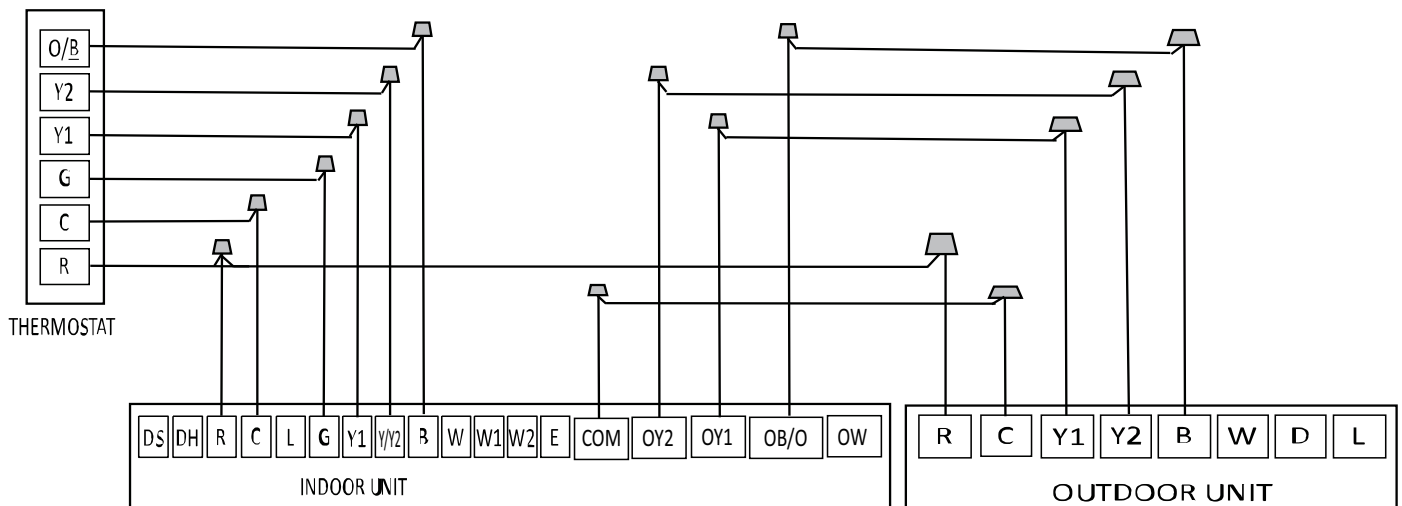 O/B
Y2
Y1
G
C
R
THERMOSTAT
DS DH R C L G Y1 Y/Y2 B W W1 W2 E COM OY2 OY1 OB/O OW
INDOOR UNIT
R C Y1 Y2 B W D L
OUTDOOR UNIT